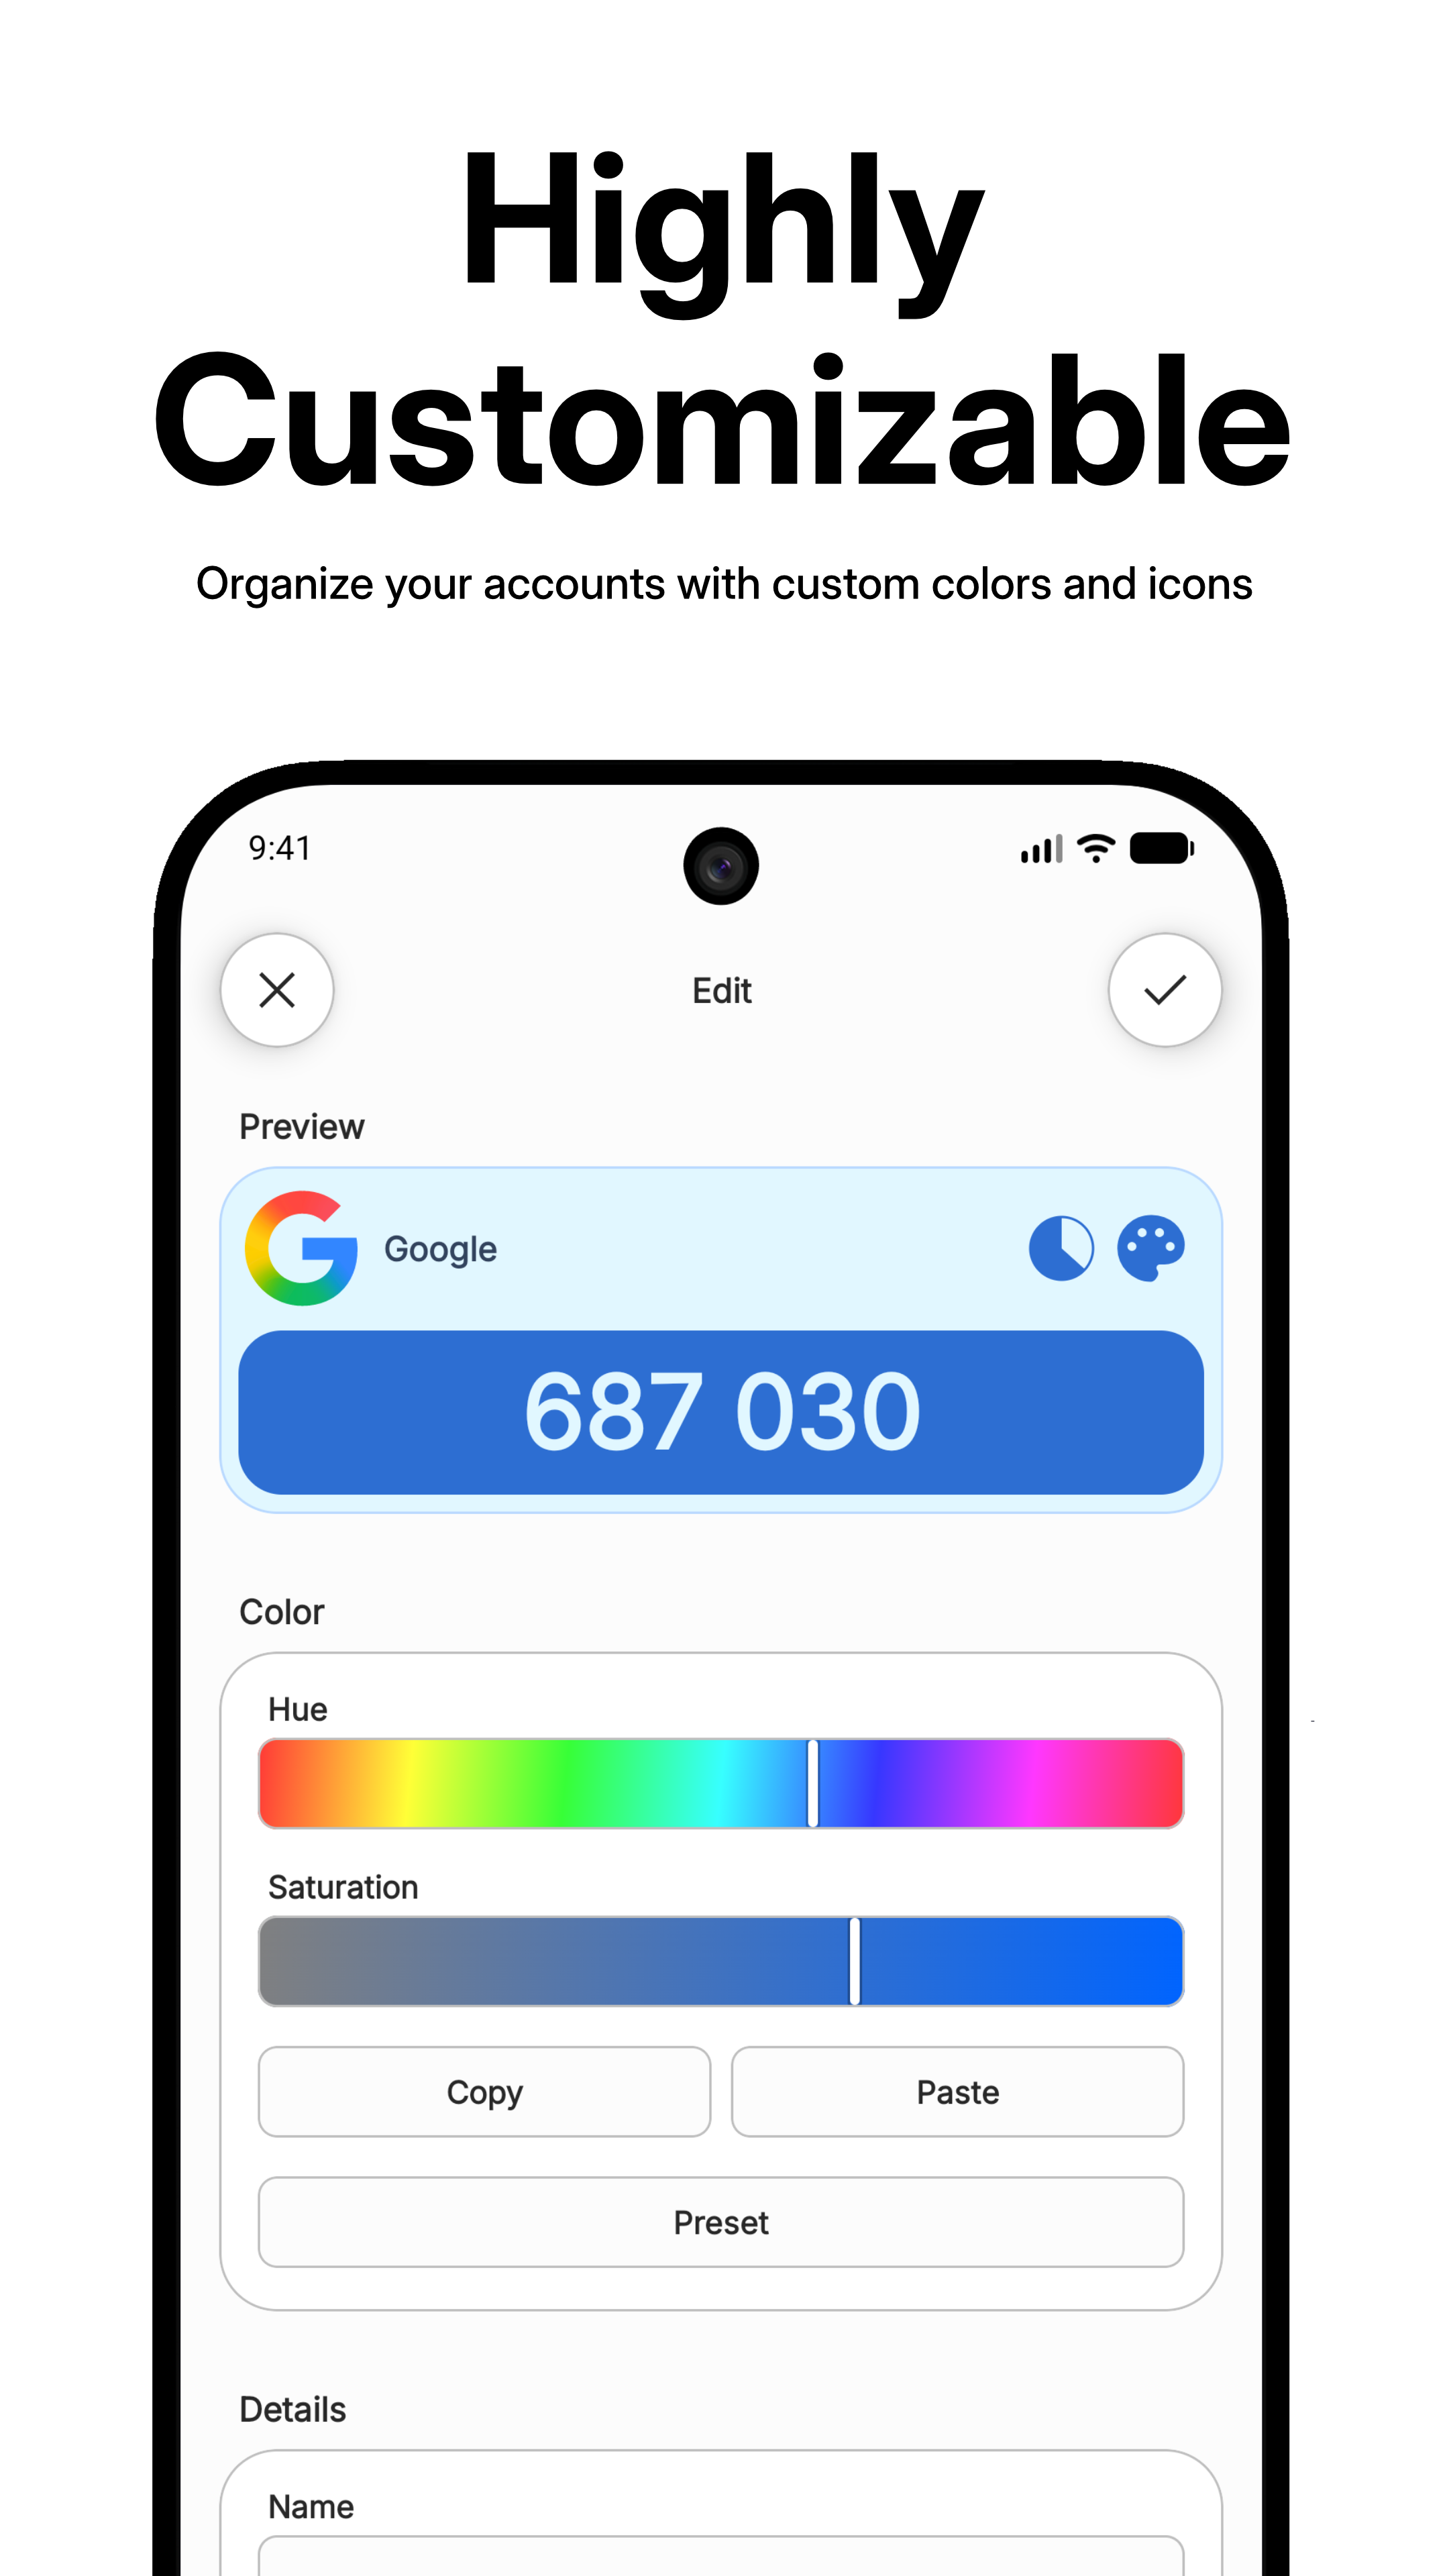 Highly
Customizable
Organize your accounts with custom colors and icons
9:41
Edit
Preview
Google
687 030
Color
Hue
Saturation
Copy
Paste
Preset
Details
Name